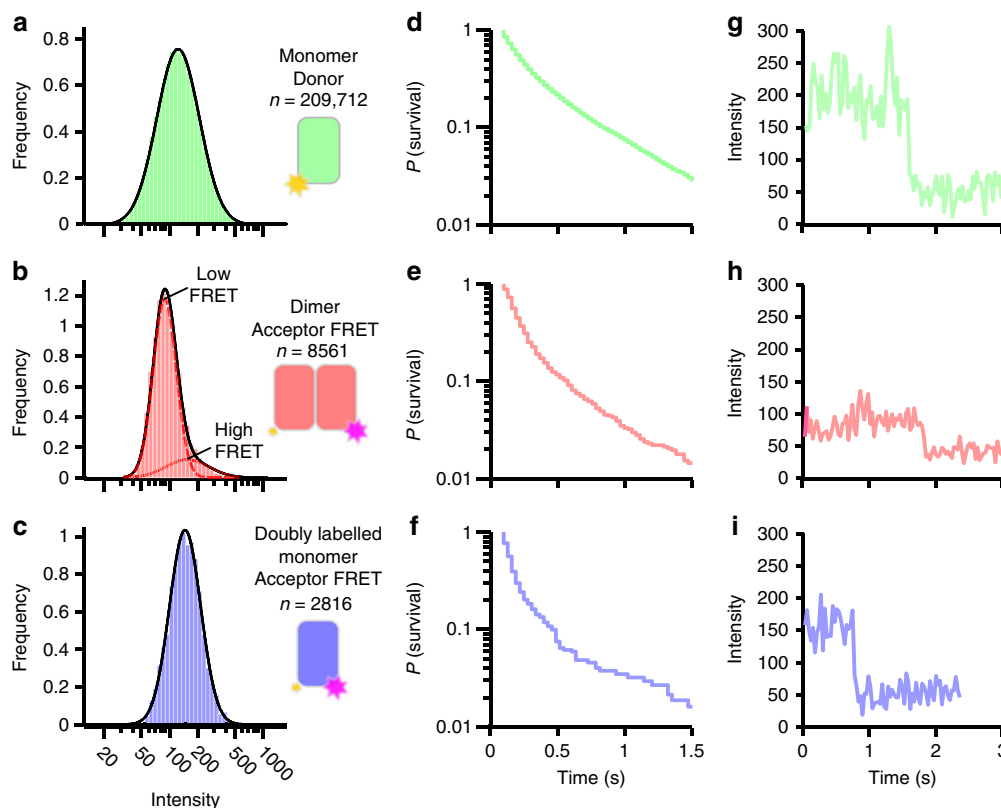 a
0.8
0.6
0.4
0.2
0
Frequency
Monomer
Donor
n = 209,712
d
1
0.1
0.01
P (survival)
g
300
250
200
150
100
50
0
Intensity
b
1.2
1
0.8
0.6
0.4
0.2
0
Frequency
Low
FRET
High
FRET
Dimer
Acceptor FRET
n = 8561
e
1
0.1
0.01
P (survival)
h
300
250
200
150
100
50
0
Intensity
c
1
0.8
0.6
0.4
0.2
0
Frequency
20
50
100
200
500
1000
Intensity
Doubly labelled
monomer
Acceptor FRET
n = 2816
f
1
0.1
0.01
P (survival)
0
0.5
1
1.5
Time (s)
i
300
250
200
150
100
50
0
Intensity
0
1
2
3
Time (s)